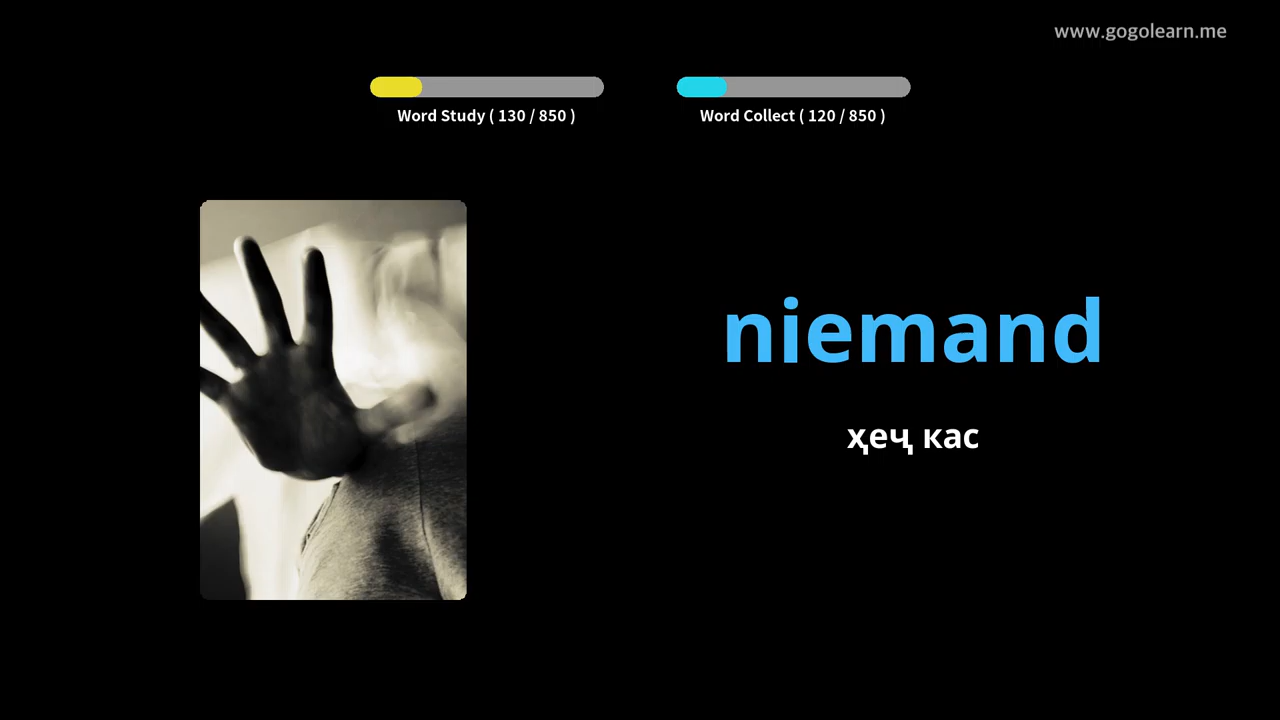 www.gogolearn.me
Word Study ( 130 / 850 )
Word Collect ( 120 / 850 )
niemand
ҳеҷ кас